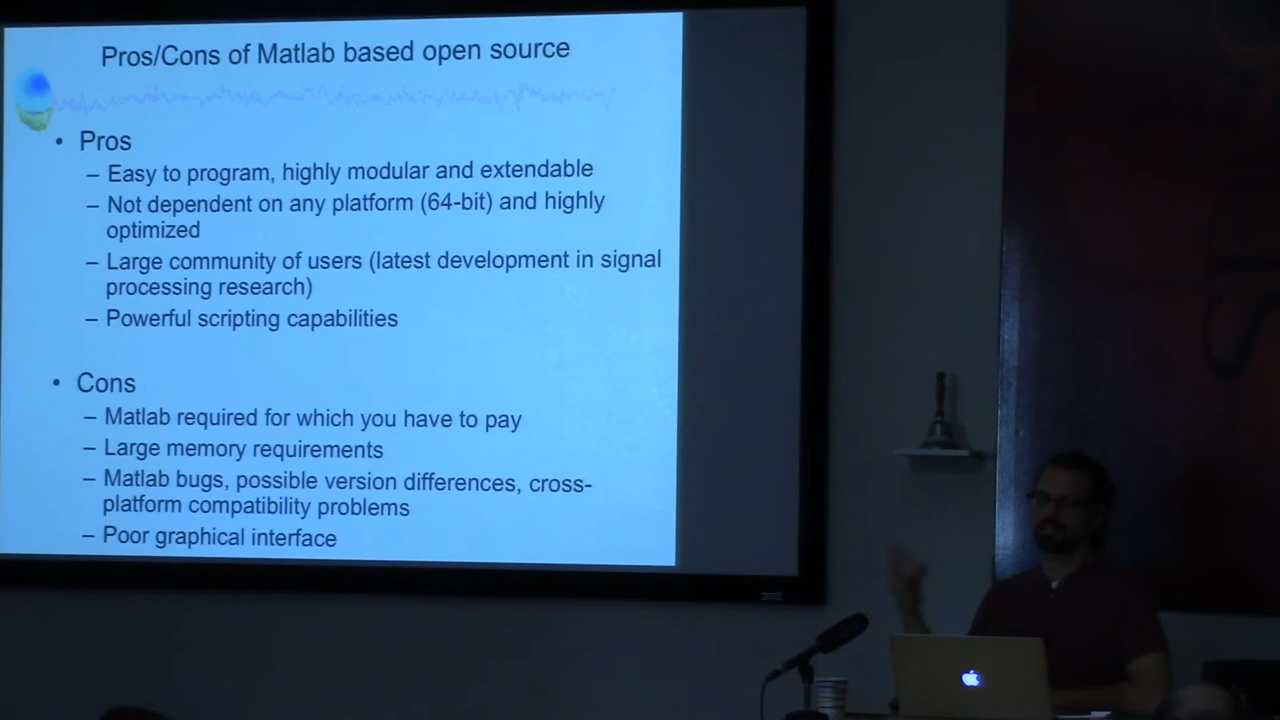 Pros/Cons of Matlab based open source
• Pros
– Easy to program, highly modular and extendable
– Not dependent on any platform (64-bit) and highly
optimized
– Large community of users (latest development in signal
processing research)
– Powerful scripting capabilities
• Cons
– Matlab required for which you have to pay
– Large memory requirements
– Matlab bugs, possible version differences, cross-
platform compatibility problems
– Poor graphical interface